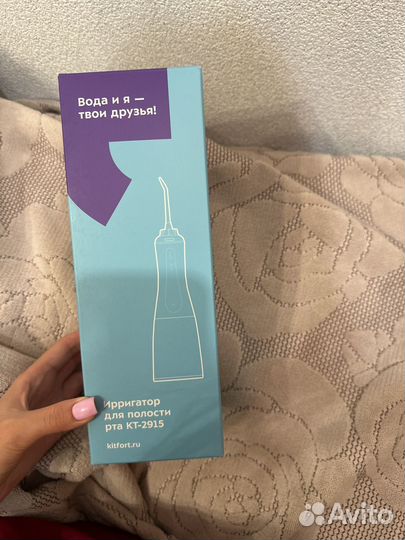 Вода и я —
твои друзья!
Ирригатор
для полости
рта КТ-2915
kitfort.ru
Avito